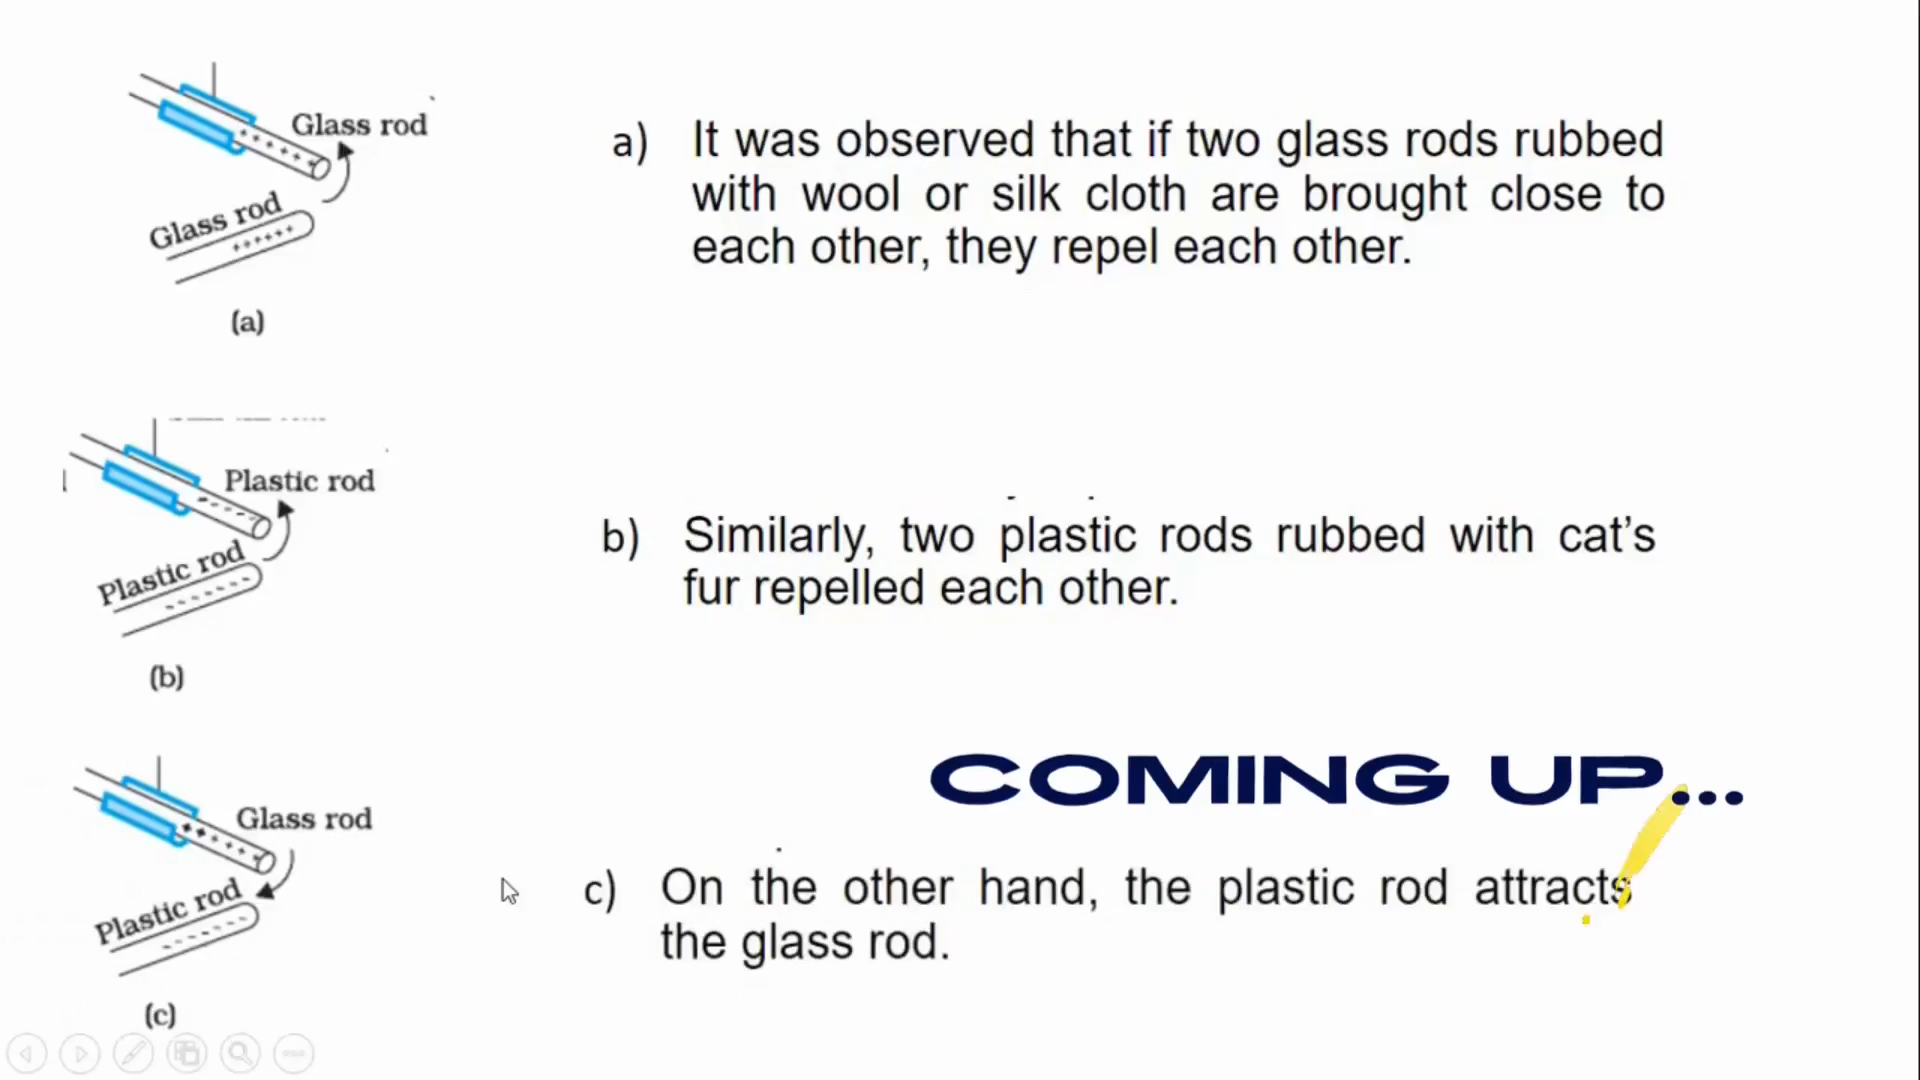 Glass rod
Glass rod
(a)
a) It was observed that if two glass rods rubbed
with wool or silk cloth are brought close to
each other, they repel each other.
Plastic rod
Plastic rod
(b)
b) Similarly, two plastic rods rubbed with cat’s
fur repelled each other.
COMING UP...
Glass rod
Plastic rod
(c)
c) On the other hand, the plastic rod attracts
the glass rod.